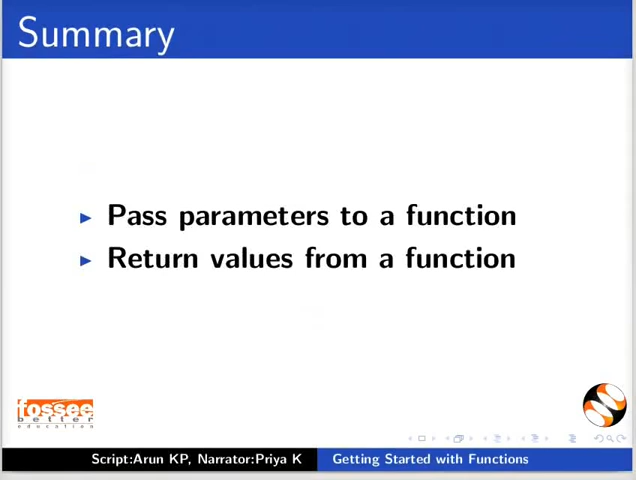 Summary
Pass parameters to a function
Return values from a function
fossee
better
education
Script:Arun KP, Narrator:Priya K
Getting Started with Functions